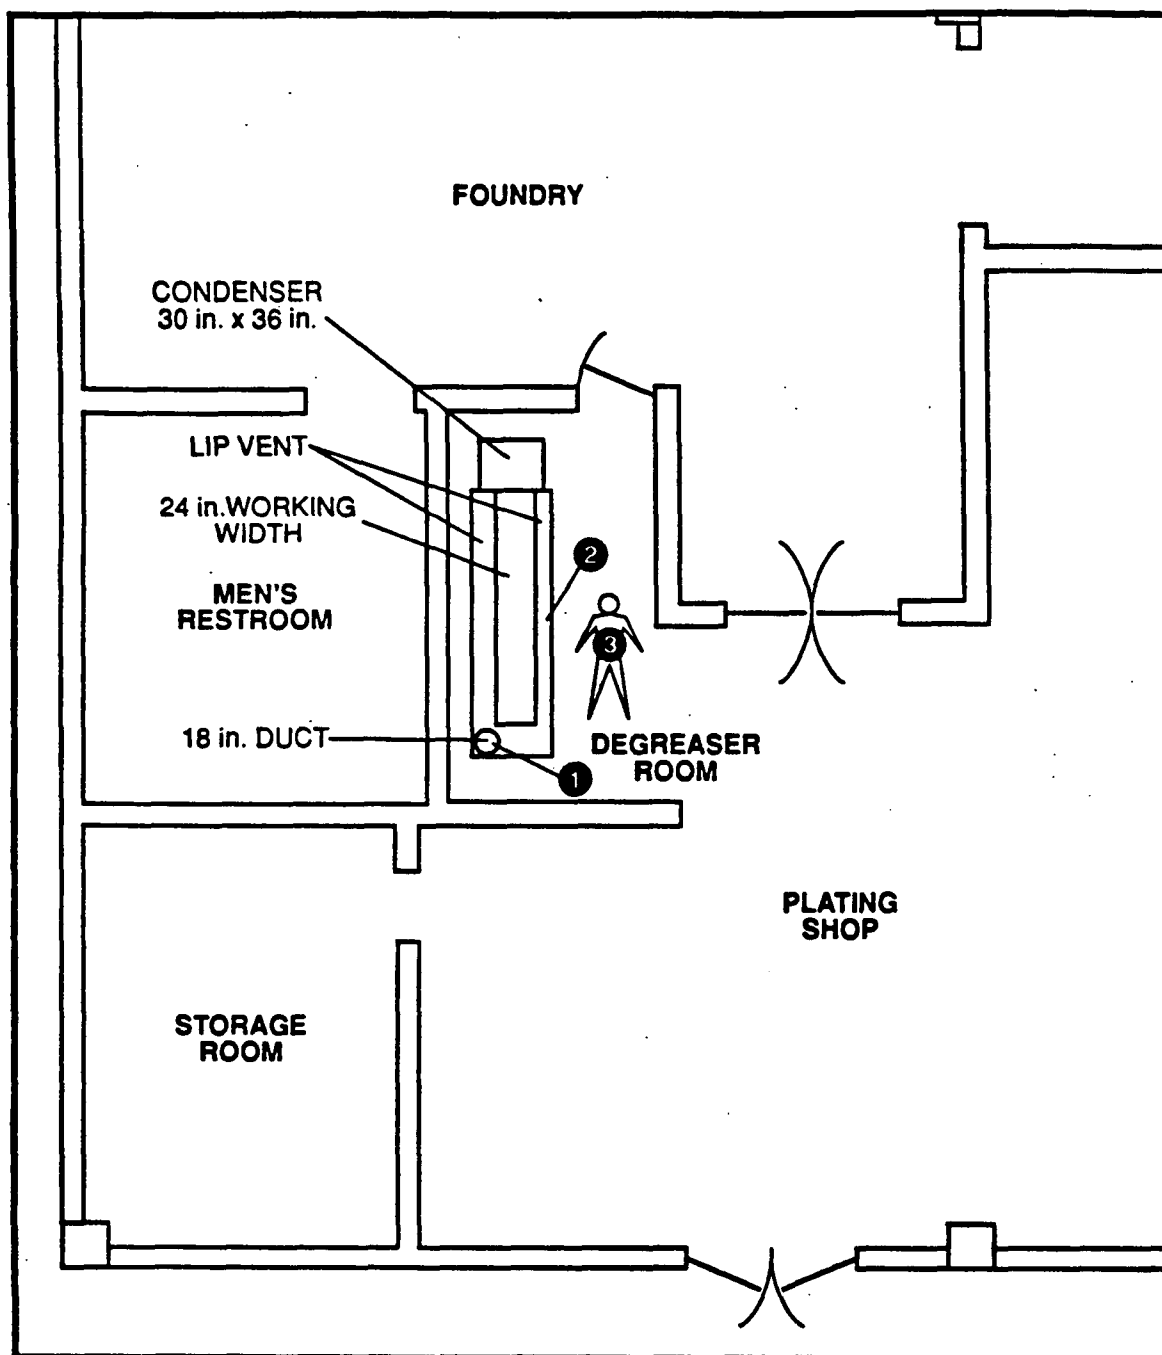 FOUNDRY
CONDENSER
30 in. x 36 in.
LIP VENT
24 in.WORKING
WIDTH
2
MEN'S
RESTROOM
3
18 in. DUCT
DEGREASER
ROOM
1
PLATING
SHOP
STORAGE
ROOM